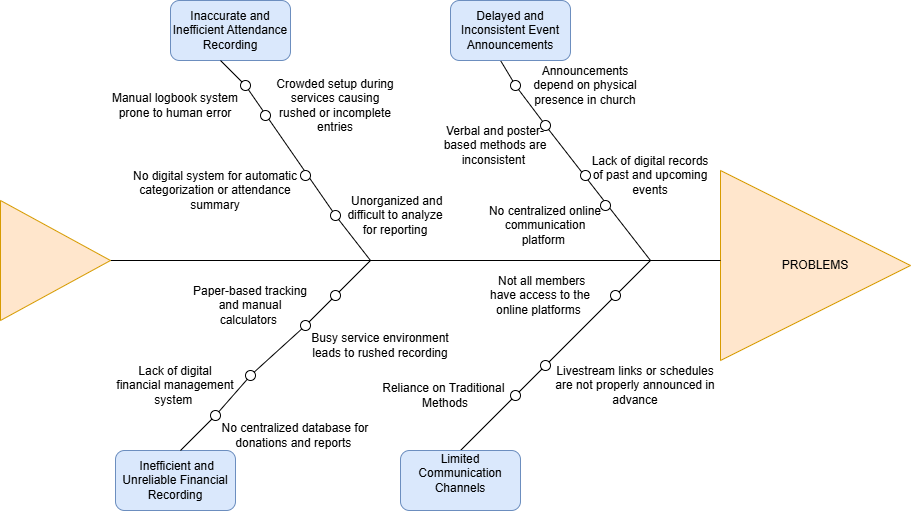 Inaccurate and
Inefficient Attendance
Recording
Delayed and
Inconsistent Event
Announcements
Manual logbook system
prone to human error
Crowded setup during
services causing
rushed or incomplete
entries
No digital system for automatic
categorization or attendance
summary
Unorganized and
difficult to analyze
for reporting
Announcements
depend on physical
presence in church
Verbal and poster-
based methods are
inconsistent
Lack of digital records
of past and upcoming
events
No centralized online
communication
platform
PROBLEMS
Paper-based tracking
and manual
calculators
Busy service environment
leads to rushed recording
Lack of digital
financial management
system
No centralized database for
donations and reports
Not all members
have access to the
online platforms
Livestream links or schedules
are not properly announced in
advance
Reliance on Traditional
Methods
Inefficient and
Unreliable Financial
Recording
Limited
Communication
Channels